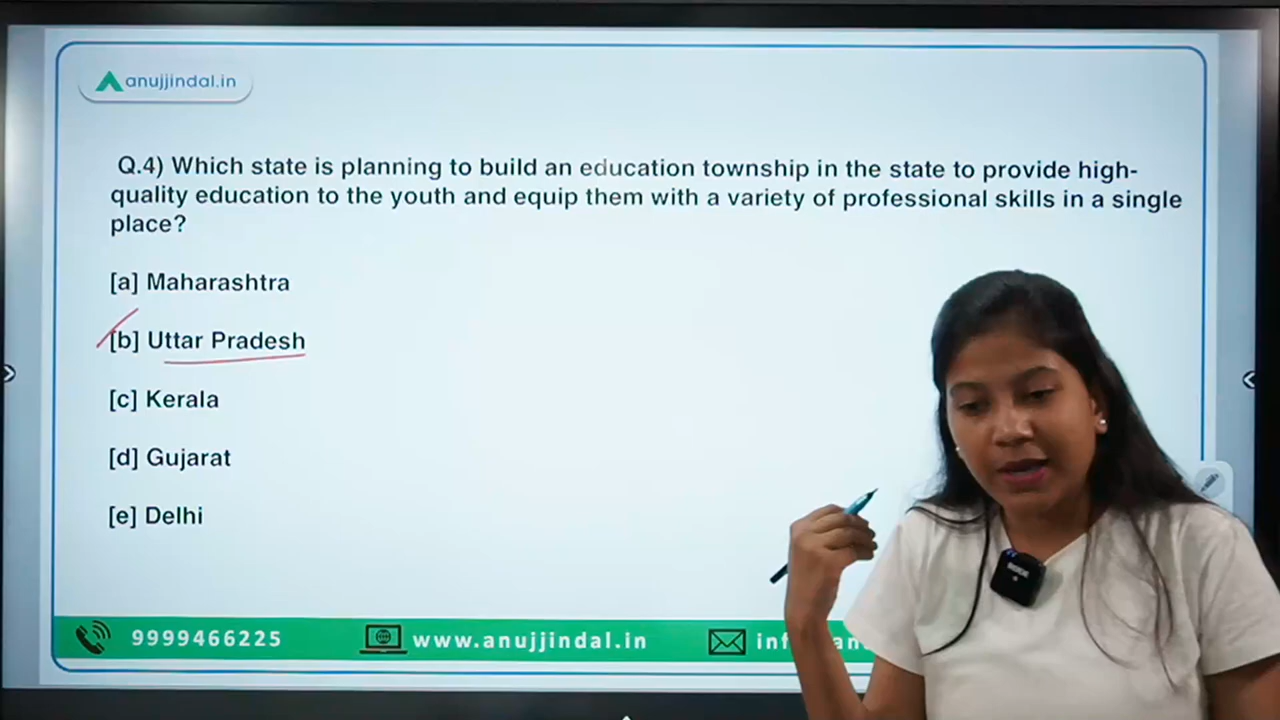 anujjindal.in
Q.4) Which state is planning to build an education township in the state to provide high-
quality education to the youth and equip them with a variety of professional skills in a single
place?
[a] Maharashtra
[b] Uttar Pradesh
[c] Kerala
[d] Gujarat
[e] Delhi
9999466225 www.anujjindal.in